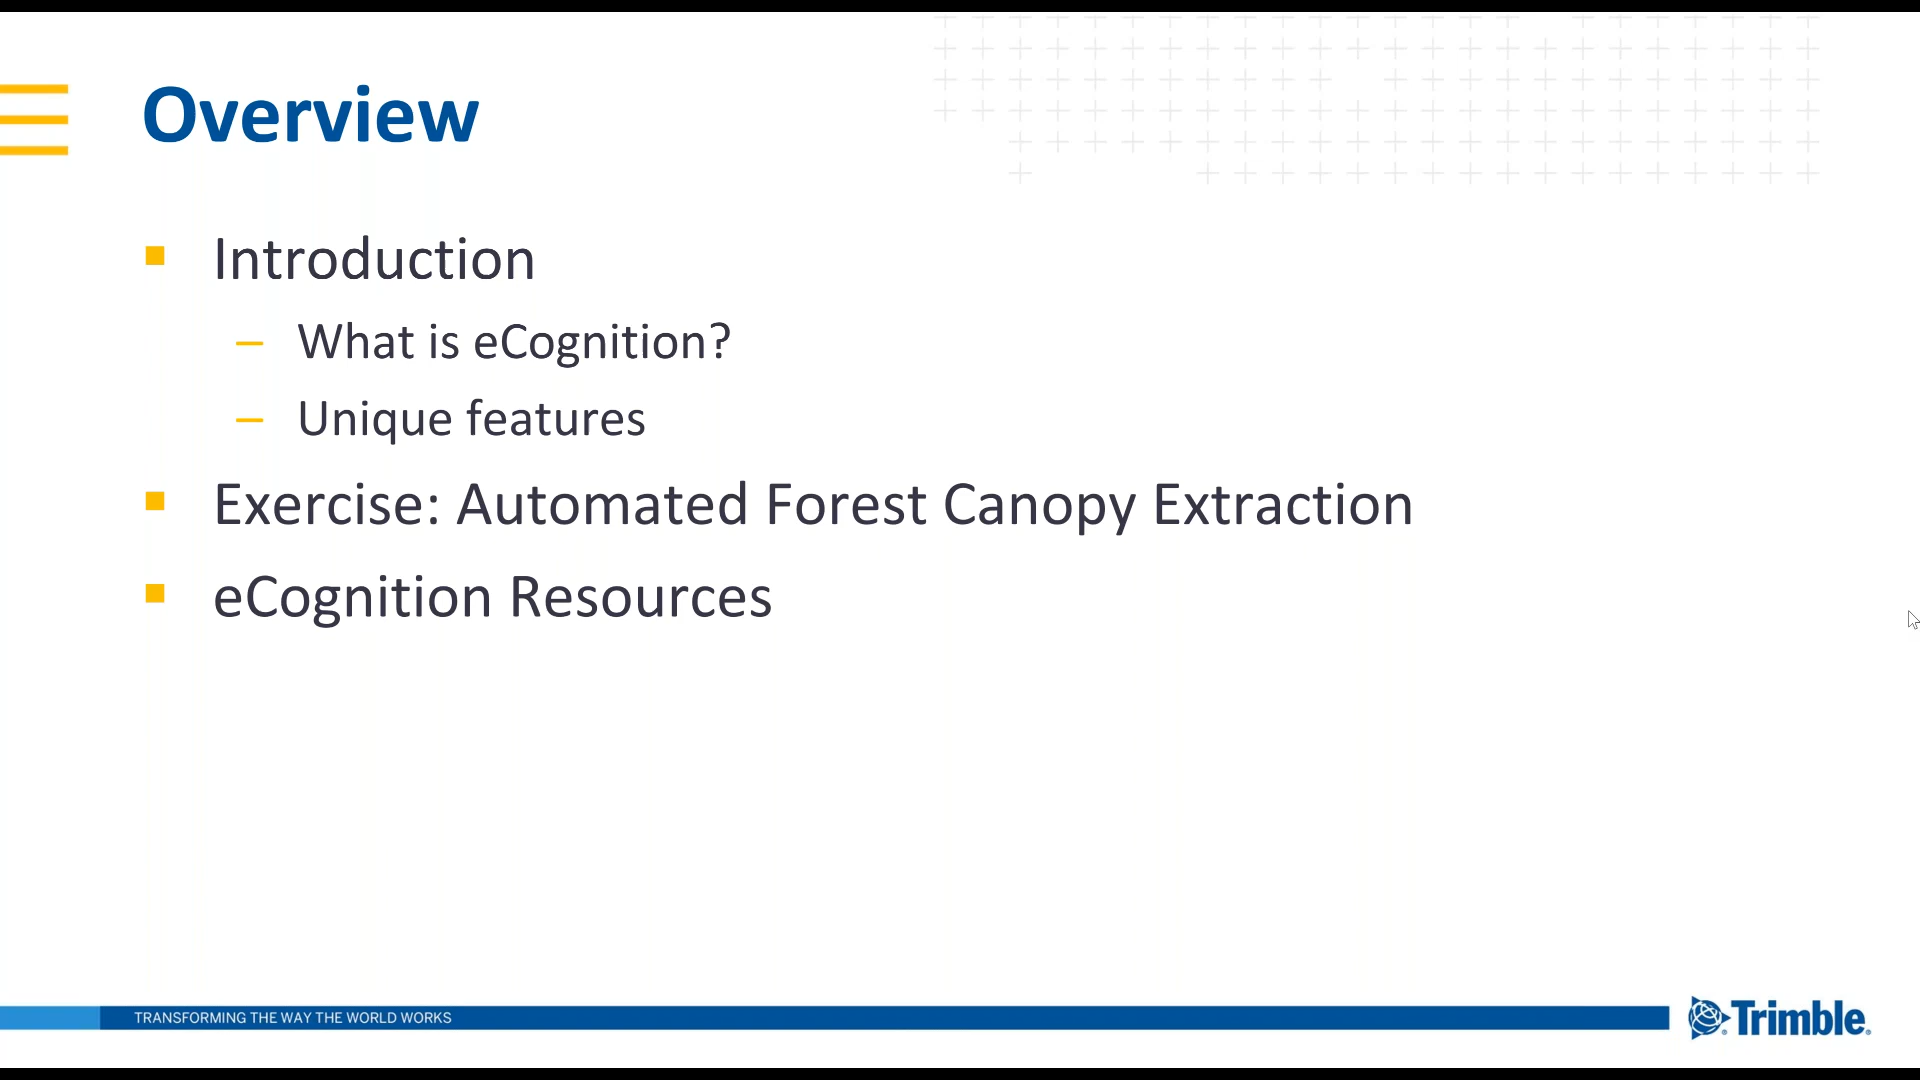 Overview
Introduction
– What is eCognition?
– Unique features
Exercise: Automated Forest Canopy Extraction
eCognition Resources
TRANSFORMING THE WAY THE WORLD WORKS
Trimble